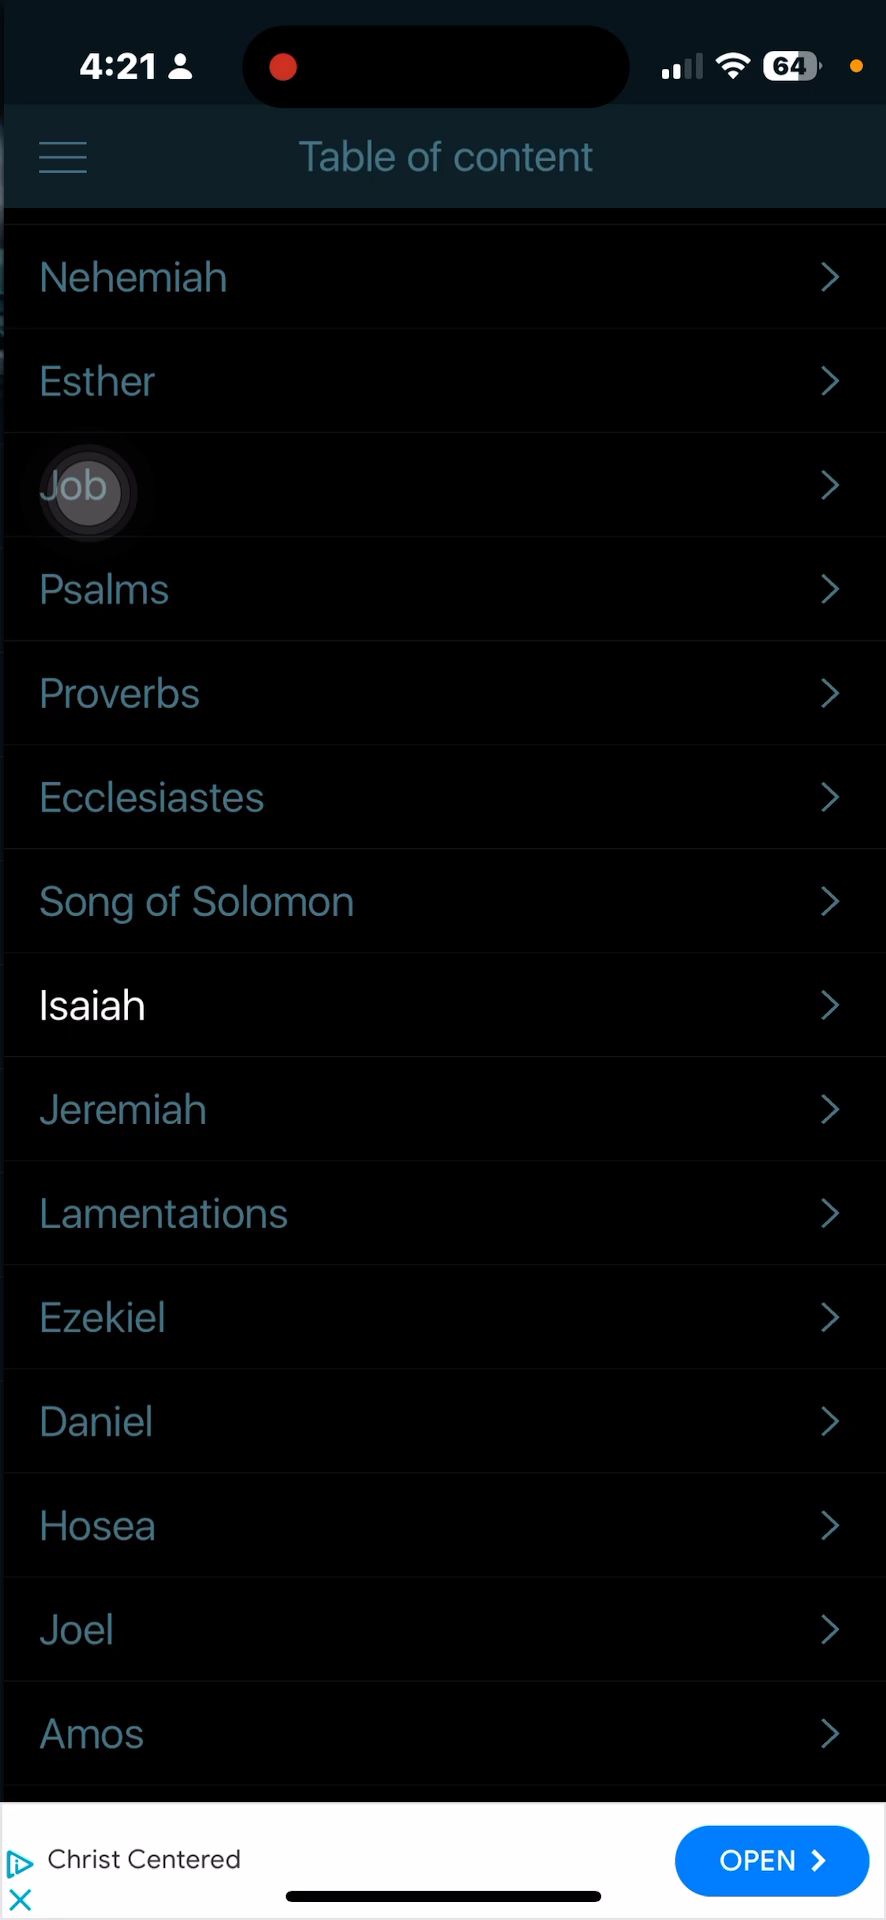 4:21
64
Table of content
Nehemiah
Esther
Job
Psalms
Proverbs
Ecclesiastes
Song of Solomon
Isaiah
Jeremiah
Lamentations
Ezekiel
Daniel
Hosea
Joel
Amos
Christ Centered
OPEN